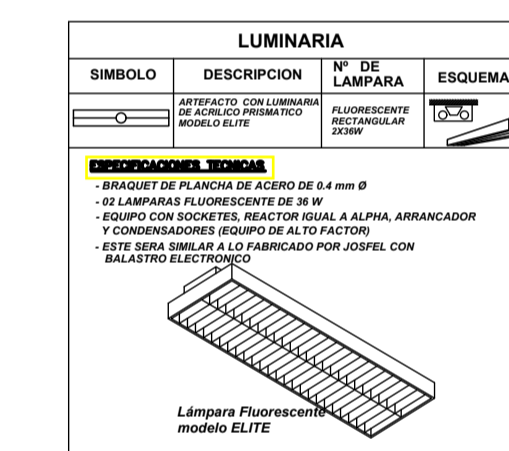 LUMINARIA
SIMBOLO DESCRIPCION Nº DE LAMPARA ESQUEMA
ARTEFACTO CON LUMINARIA
DE ACRILICO PRISMATICO
MODELO ELITE
FLUORESCENTE
RECTANGULAR
2X36W
ESPECIFICACIONES TECNICAS
- BRAQUET DE PLANCHA DE ACERO DE 0.4 mm Ø
- 02 LAMPARAS FLUORESCENTE DE 36 W
- EQUIPO CON SOCKETS, REACTOR IGUAL A ALPHA, ARRANCADOR
Y CONDENSADORES (EQUIPO DE ALTO FACTOR)
- ESTE SERA SIMILAR A LO FABRICADO POR JOSFEL CON
BALASTRO ELECTRONICO
Lámpara Fluorescente
modelo ELITE